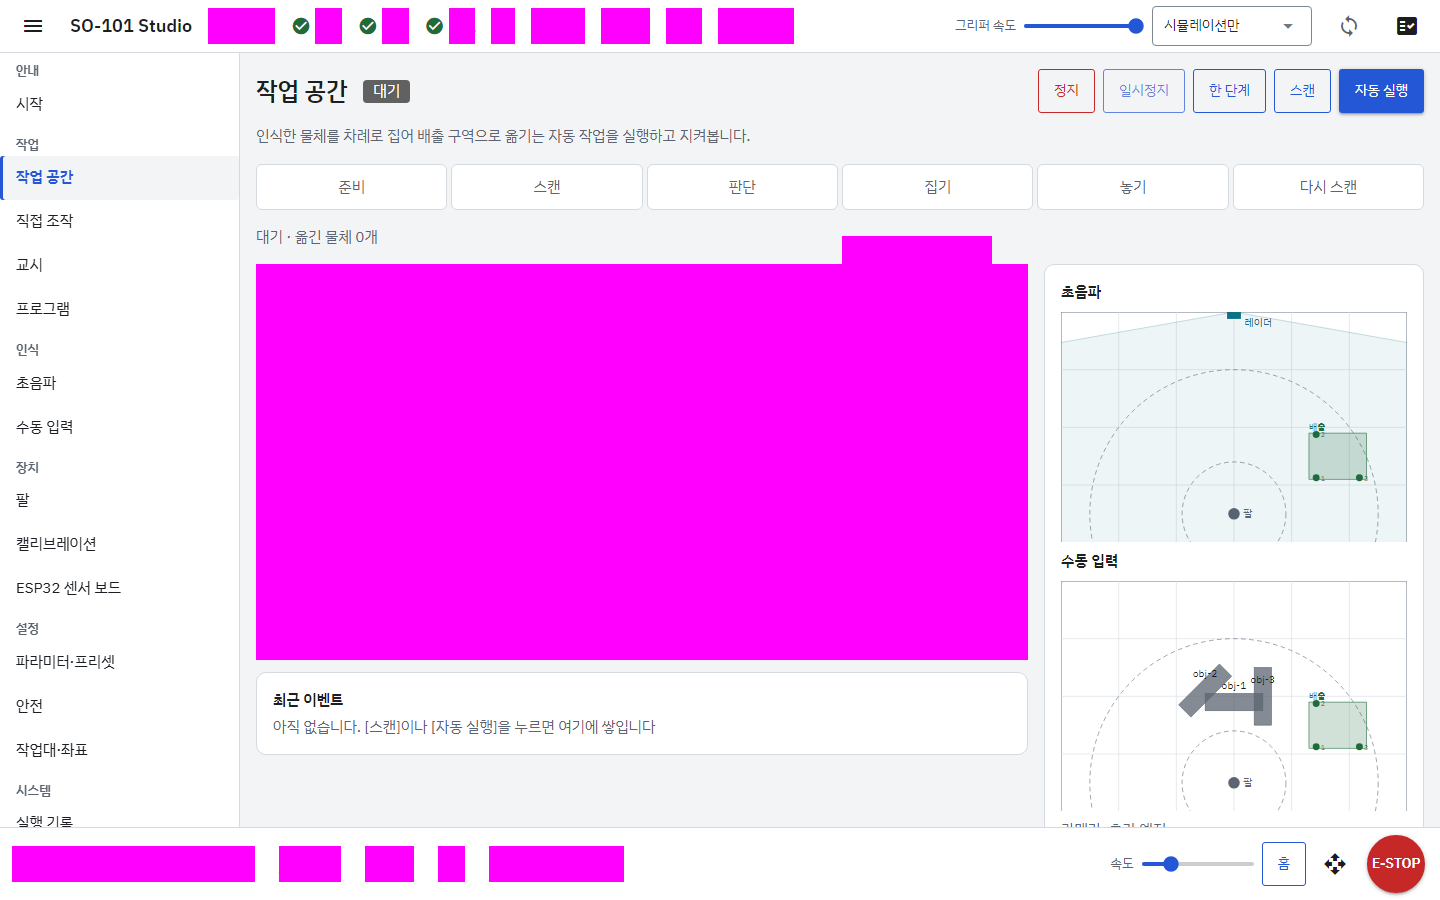 SO-101 Studio
그리퍼 속도
시뮬레이션만
안내
시작
작업
작업 공간
직접 조작
교시
프로그램
인식
초음파
수동 입력
장치
팔
캘리브레이션
ESP32 센서 보드
설정
파라미터·프리셋
안전
작업대·좌표
시스템
실행 기록
작업 공간
대기
정지
일시정지
한 단계
스캔
자동 실행
인식한 물체를 차례로 집어 배출 구역으로 옮기는 자동 작업을 실행하고 지켜봅니다.
준비
스캔
판단
집기
놓기
다시 스캔
대기 · 옮긴 물체 0개
최근 이벤트
아직 없습니다. [스캔]이나 [자동 실행]을 누르면 여기에 쌓입니다
초음파
레이더
배출
2
1
3
팔
수동 입력
obj-2
obj-1
obj-3
배출
2
1
3
팔
속도
홈
E-STOP